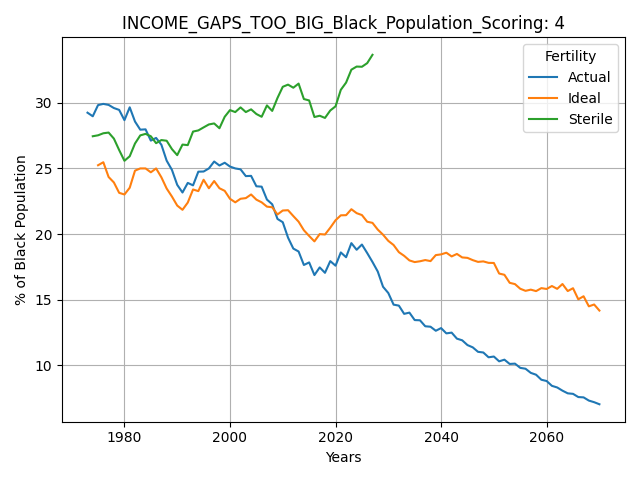 INCOME_GAPS_TOO_BIG_Black_Population_Scoring: 4
Fertility
Actual
Ideal
Sterile
% of Black Population
30
25
20
15
10
1980
2000
2020
2040
2060
Years